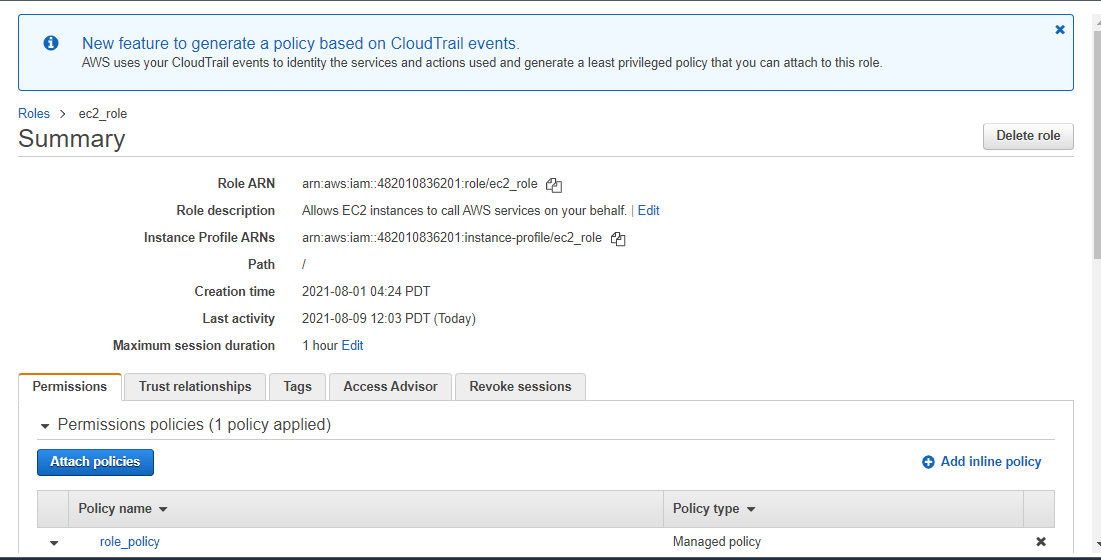 New feature to generate a policy based on CloudTrail events.
AWS uses your CloudTrail events to identity the services and actions used and generate a least privileged policy that you can attach to this role.
Roles > ec2_role
Summary
Delete role
Role ARN arn:aws:iam::482010836201:role/ec2_role
Role description Allows EC2 instances to call AWS services on your behalf. | Edit
Instance Profile ARNs arn:aws:iam::482010836201:instance-profile/ec2_role
Path /
Creation time 2021-08-01 04:24 PDT
Last activity 2021-08-09 12:03 PDT (Today)
Maximum session duration 1 hour Edit
Permissions Trust relationships Tags Access Advisor Revoke sessions
Permissions policies (1 policy applied)
Attach policies Add inline policy
Policy name Policy type
role_policy Managed policy